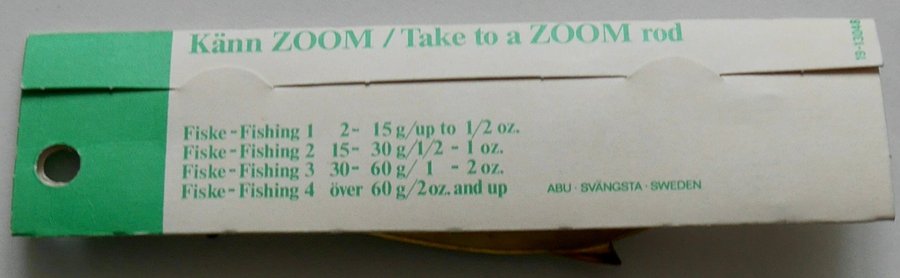 Känn ZOOM / Take to a ZOOM rod
19-13048
Fiske-Fishing 1 2- 15 g/up to 1/2 oz.
Fiske-Fishing 2 15- 30 g/1/2 - 1 oz.
Fiske-Fishing 3 30- 60 g/ 1 - 2 oz.
Fiske-Fishing 4 över 60 g/2 oz. and up
ABU · SVÄNGSTA · SWEDEN